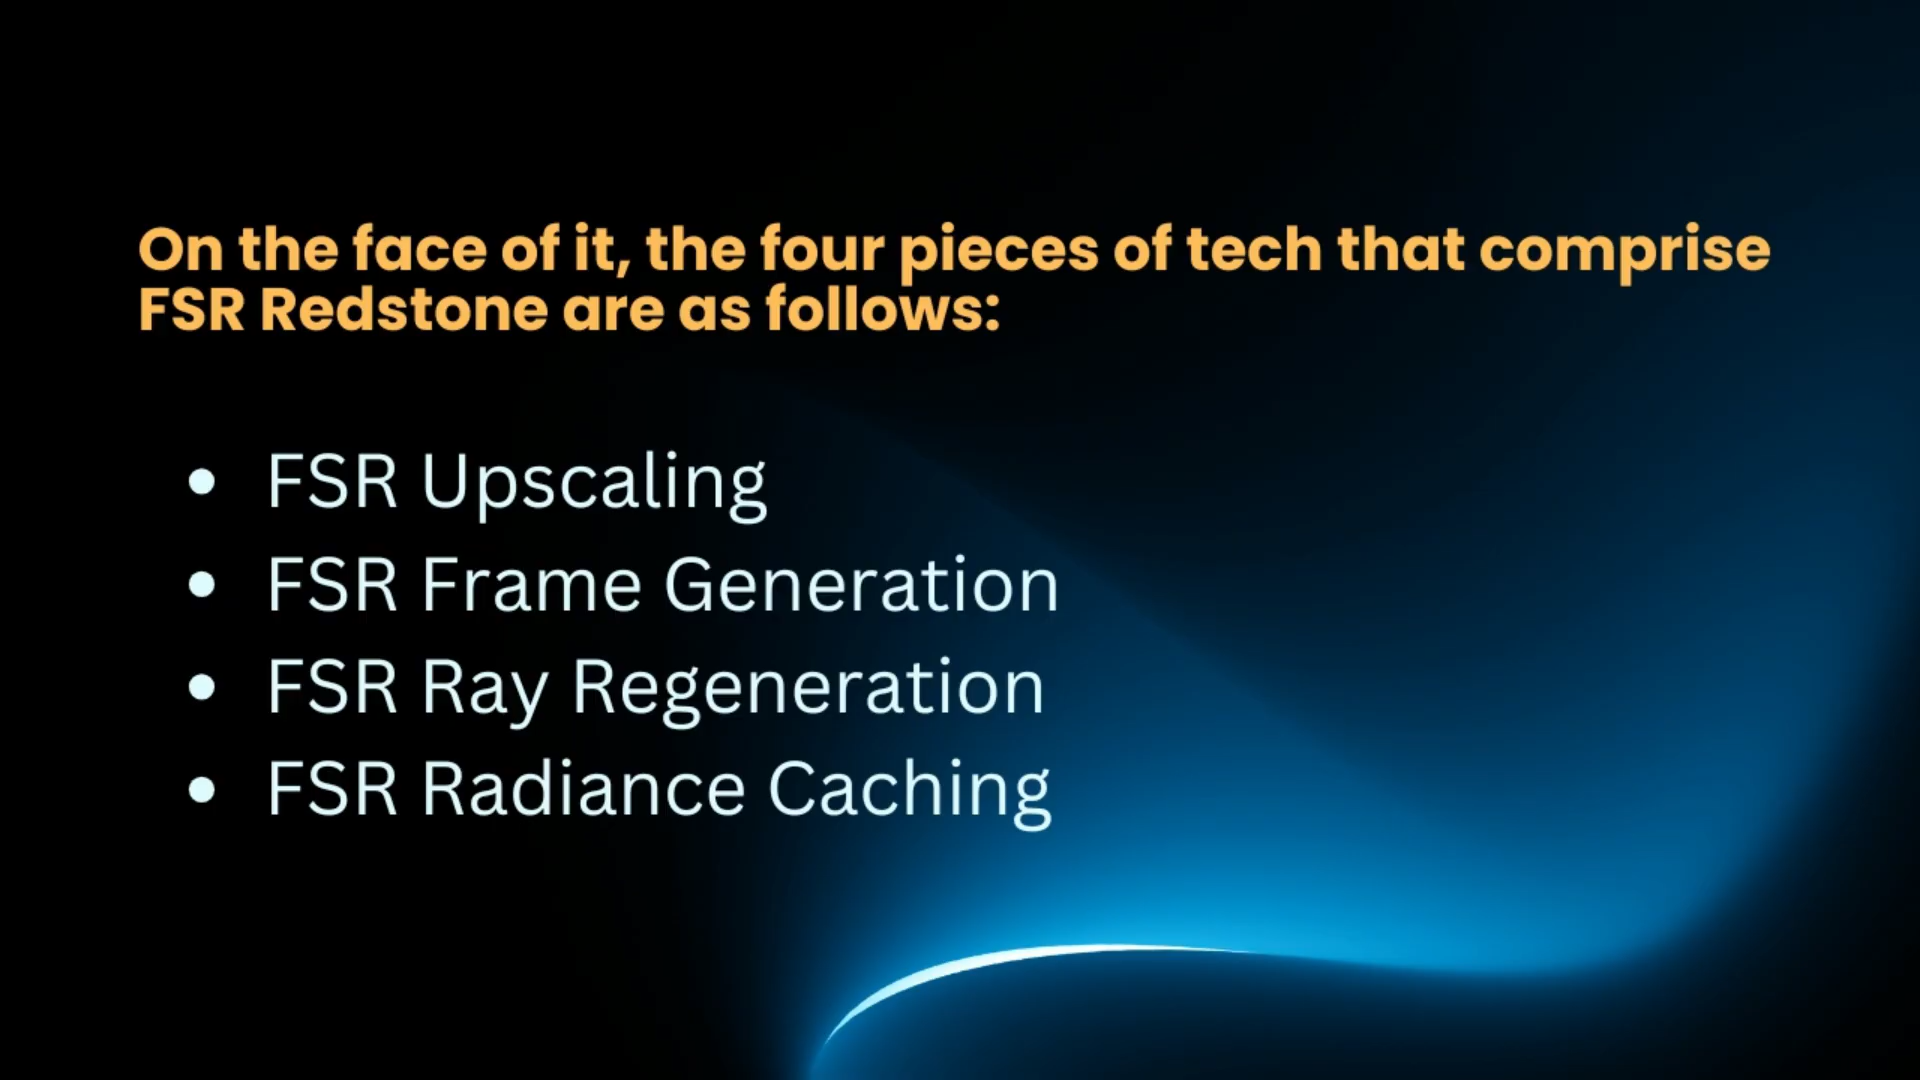 On the face of it, the four pieces of tech that comprise
FSR Redstone are as follows:
• FSR Upscaling
• FSR Frame Generation
• FSR Ray Regeneration
• FSR Radiance Caching